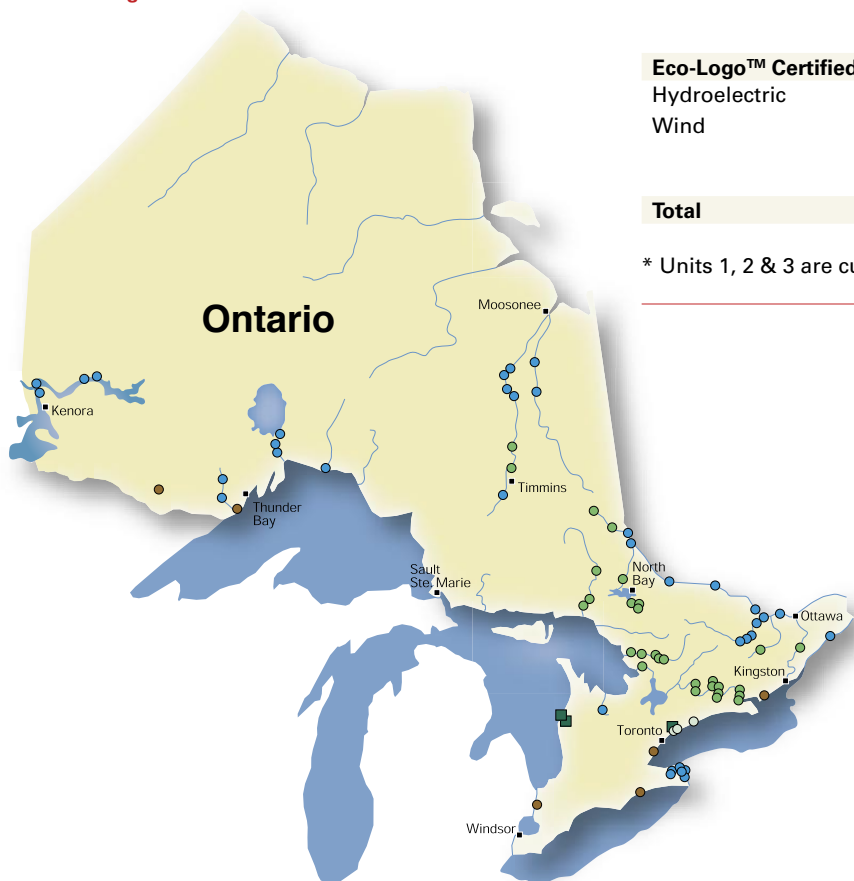 Eco-Logo™ Certified
Hydroelectric
Wind
Total
* Units 1, 2 & 3 are
Ontario
Moosonee
Kenora
Timmins
Thunder
Bay
Sault
Ste. Marie
North
Bay
Ottawa
Kingston
Toronto
Windsor